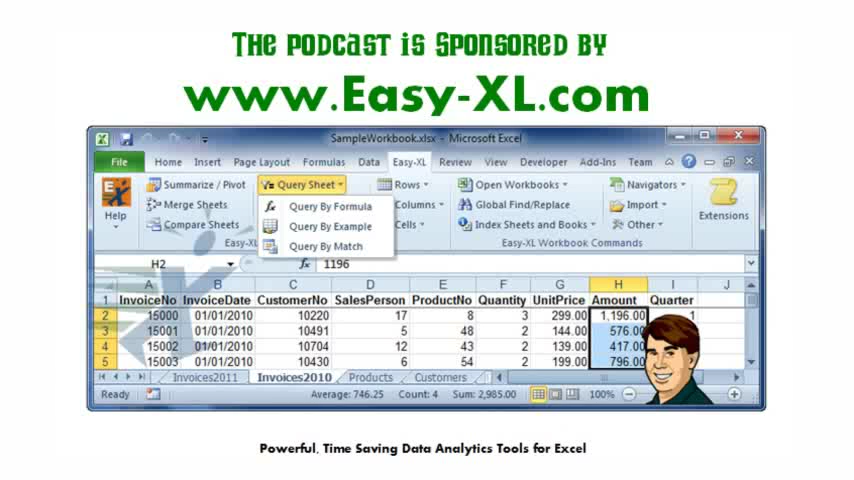 The Podcast is Sponsored by
www.Easy-XL.com
SampleWorkbook.xlsx - Microsoft Excel
File Home Insert Page Layout Formulas Data Easy-XL Review View Developer Add-Ins Team
Summarize / Pivot Query Sheet Rows Open Workbooks Navigators
Merge Sheets Query By Formula Columns Global Find/Replace Import
Help Compare Sheets Query By Example Cells Index Sheets and Books Other Extensions
Easy-XL Query By Match Easy-XL Workbook Commands
H2 fx 1196
A B C D E F G H I J
1 InvoiceNo InvoiceDate CustomerNo SalesPerson ProductNo Quantity UnitPrice Amount Quarter
2 15000 01/01/2010 10220 17 8 3 299.00 1,196.00 1
3 15001 01/01/2010 10491 5 48 2 144.00 576.00
4 15002 01/01/2010 10704 12 43 2 139.00 417.00
5 15003 01/01/2010 10430 6 54 2 199.00 796.00
Invoices2011 Invoices2010 Products Customers
Ready Average: 746.25 Count: 4 Sum: 2,985.00 100%
Powerful, Time Saving Data Analytics Tools for Excel